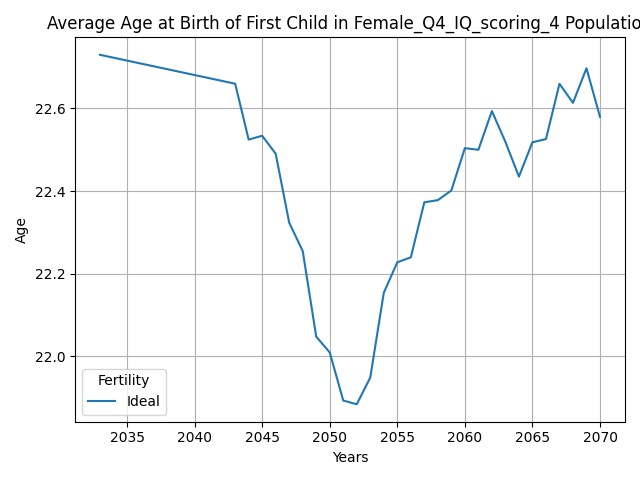 Average Age at Birth of First Child in Female_Q4_IQ_scoring_4 Populatio
22.6
22.4
22.2
22.0
Age
Fertility
Ideal
2035 2040 2045 2050 2055 2060 2065 2070
Years